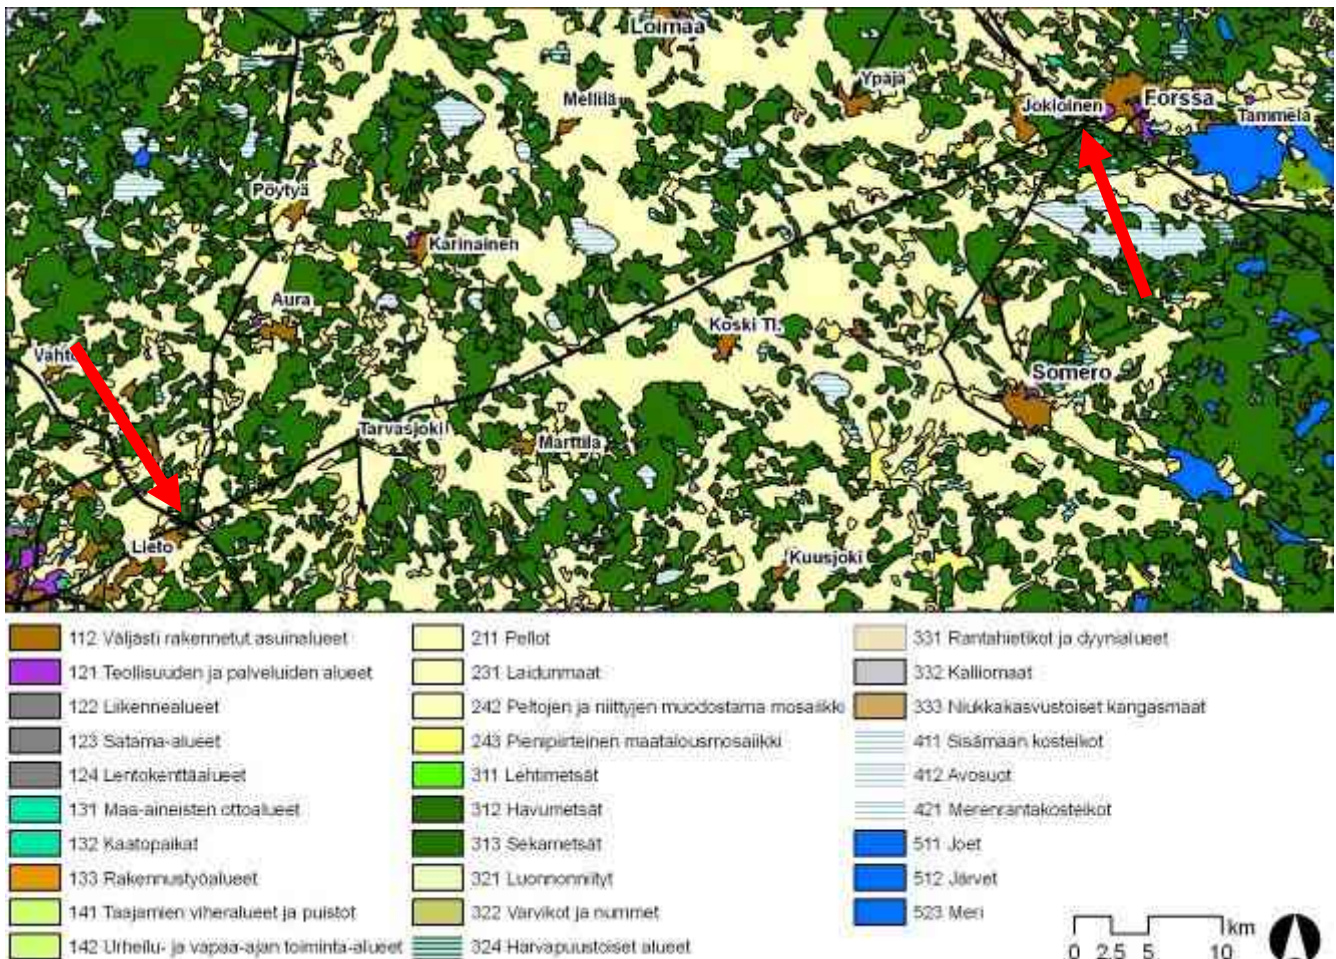 Loimaa
Ypäjä
Mellilä
Jokioinen
Forssa
Tammela
Pöytyä
Karinainen
Aura
Koski Tl.
Vahto
Somero
Tarvasjoki
Marttila
Lieto
Kuusjoki
112 Väljästi rakennetut asuinalueet
121 Teollisuuden ja palveluiden alueet
122 Liikennealueet
123 Satama-alueet
124 Lentokenttäalueet
131 Maa-aineisten ottoalueet
132 Kaatopaikat
133 Rakennustyöalueet
141 Taajamien viheralueet ja puistot
142 Urheilu- ja vapaa-ajan toiminta-alueet
211 Pellot
231 Laidunmaat
242 Peltojen ja niittyjen muodostama mosaiikki
243 Pienipiirteinen maatalousmosaiikki
311 Lehtimetsät
312 Havumetsät
313 Sekametsät
321 Luonnonniityt
322 Varvikot ja nummet
324 Harvapuustoiset alueet
331 Rantahietikot ja dyynialueet
332 Kalliomaat
333 Niukkakasvustoiset kangasmaat
411 Sisämaan kosteikot
412 Avosuot
421 Merenrantakosteikot
511 Joet
512 Järvet
523 Meri
km
0 2.5 5 10